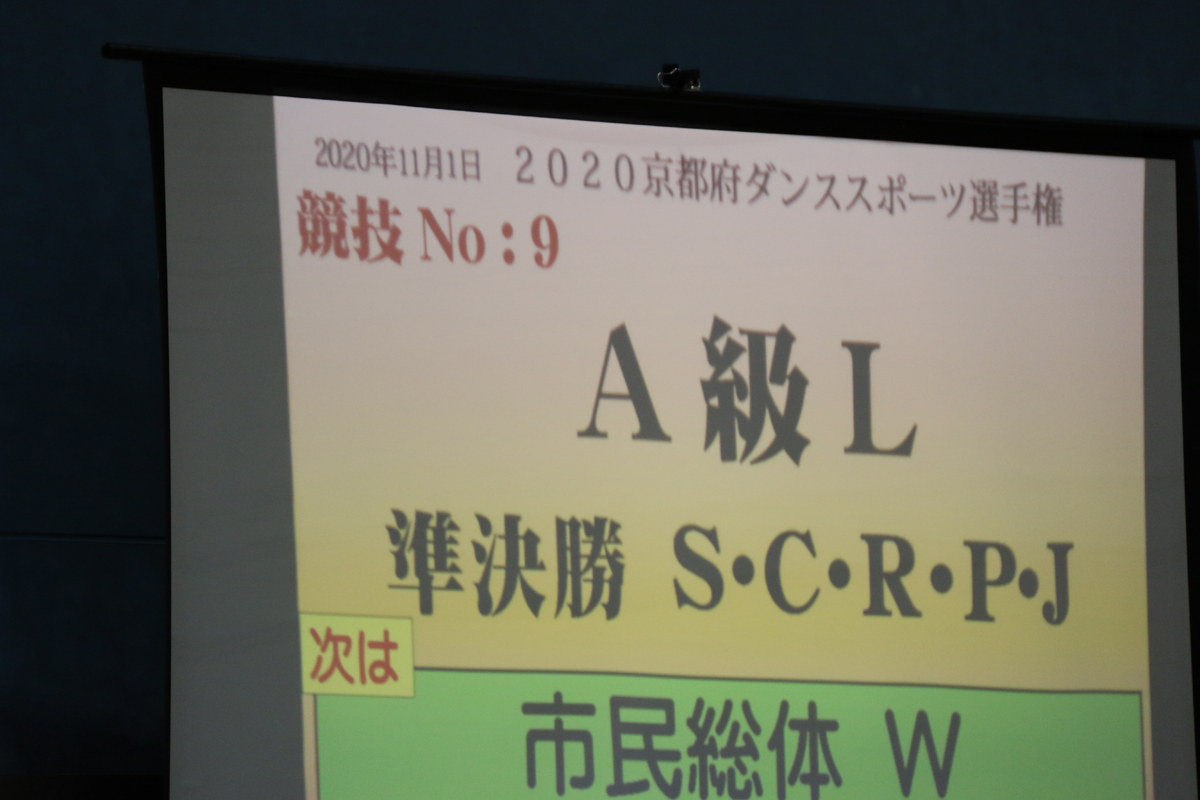 2020年11月1日 ２０２０京都府ダンススポーツ選手権
競技 No：9
A 級 L
準決勝 S・C・R・P・J
次は
市民総体 W